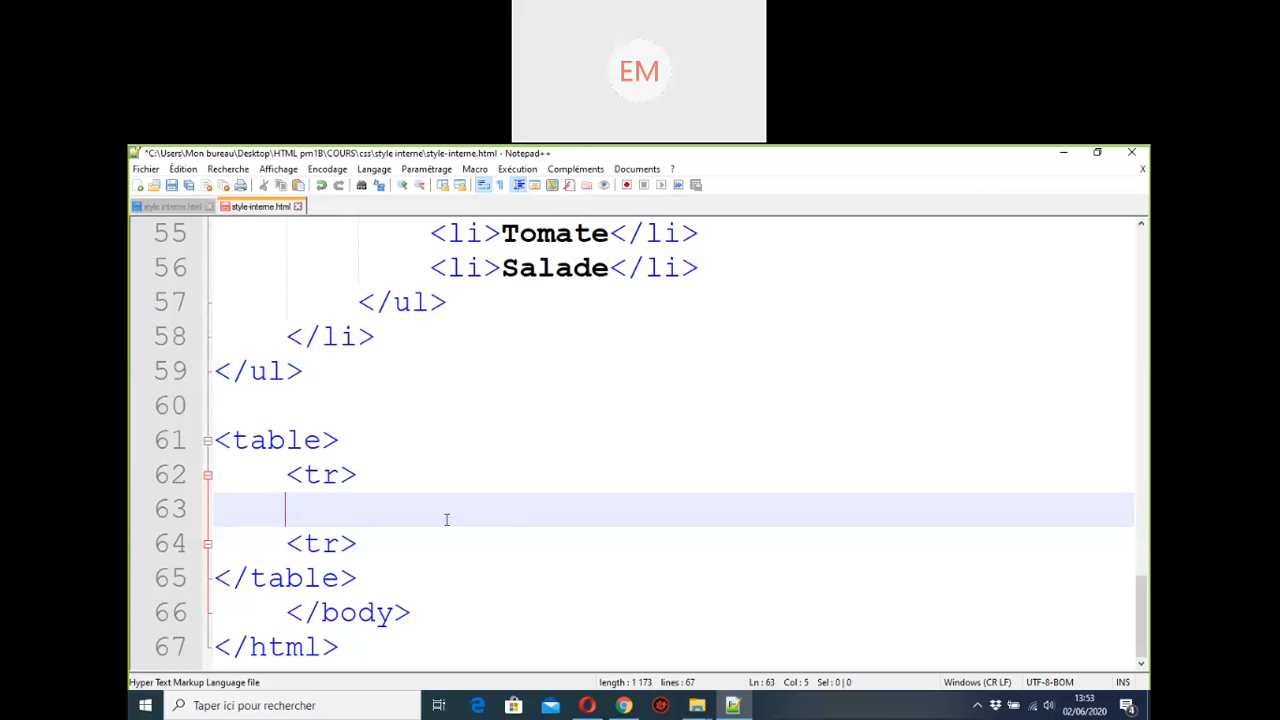 EM
*C:\Users\Mon bureau\Desktop\HTML pm1B\COURS\css\style interne\style-interne.html - Notepad++
Fichier Édition Recherche Affichage Encodage Langage Paramétrage Macro Exécution Compléments Documents ? X
style interne.html style-interne.html
55 <li>Tomate</li>
56 <li>Salade</li>
57 </ul>
58 </li>
59 </ul>
60
61 <table>
62 <tr>
63
64 <tr>
65 </table>
66 </body>
67 </html>
Hyper Text Markup Language file length : 1 173 lines : 67 Ln : 63 Col : 5 Sel : 0 | 0 Windows (CR LF) UTF-8-BOM INS
Taper ici pour rechercher 13:53
02/06/2020 4